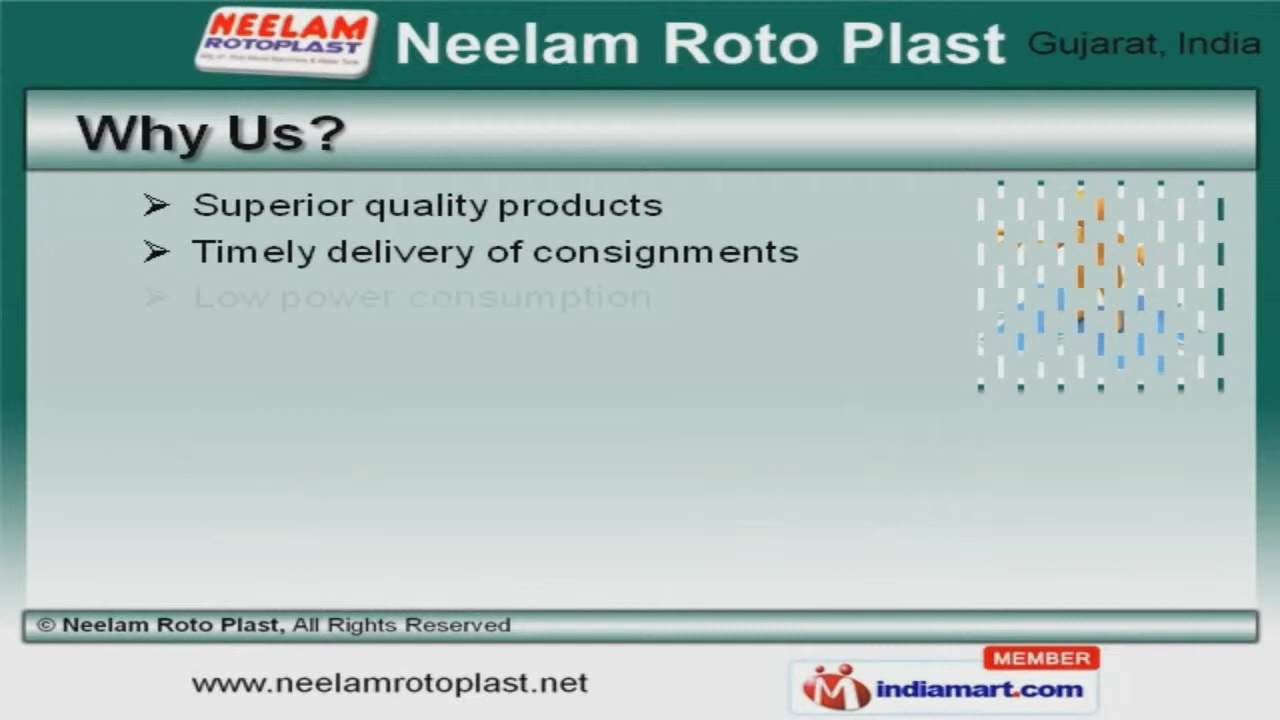 NEELAM
ROTOPLAST
Neelam Roto Plast
Gujarat, India
Why Us?
➢ Superior quality products
➢ Timely delivery of consignments
➢ Low power consumption
© Neelam Roto Plast, All Rights Reserved
www.neelamrotoplast.net
MEMBER
indiamart.com